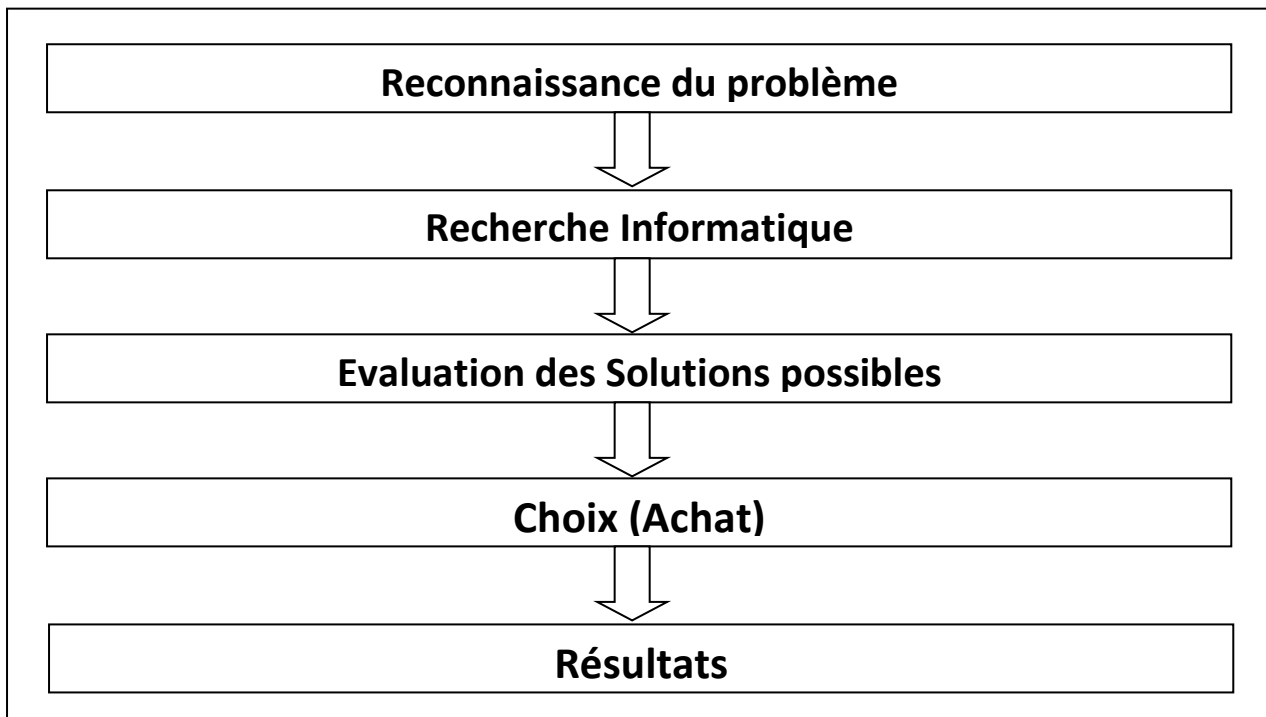 Reconnaissance du problème
Recherche Informatique
Evaluation des Solutions possibles
Choix (Achat)
Résultats